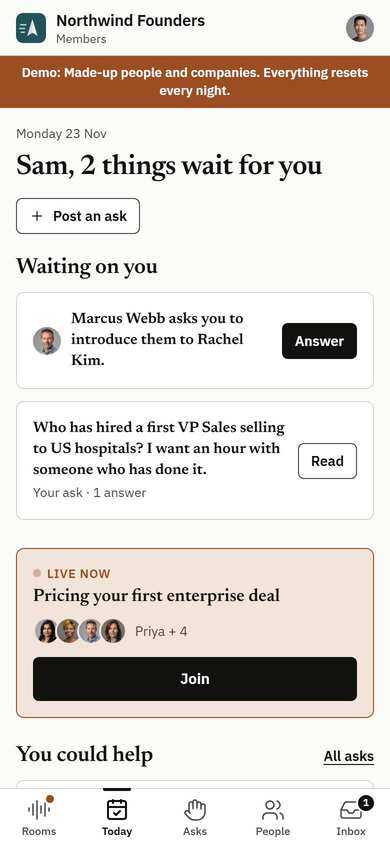 Northwind Founders
Members
Demo: Made-up people and companies. Everything resets
every night.
Monday 23 Nov
Sam, 2 things wait for you
+ Post an ask
Waiting on you
Marcus Webb asks you to
introduce them to Rachel
Kim.
Answer
Who has hired a first VP Sales selling
to US hospitals? I want an hour with
someone who has done it.
Your ask · 1 answer
Read
LIVE NOW
Pricing your first enterprise deal
Priya + 4
Join
You could help
All asks
1
Rooms
Today
Asks
People
Inbox